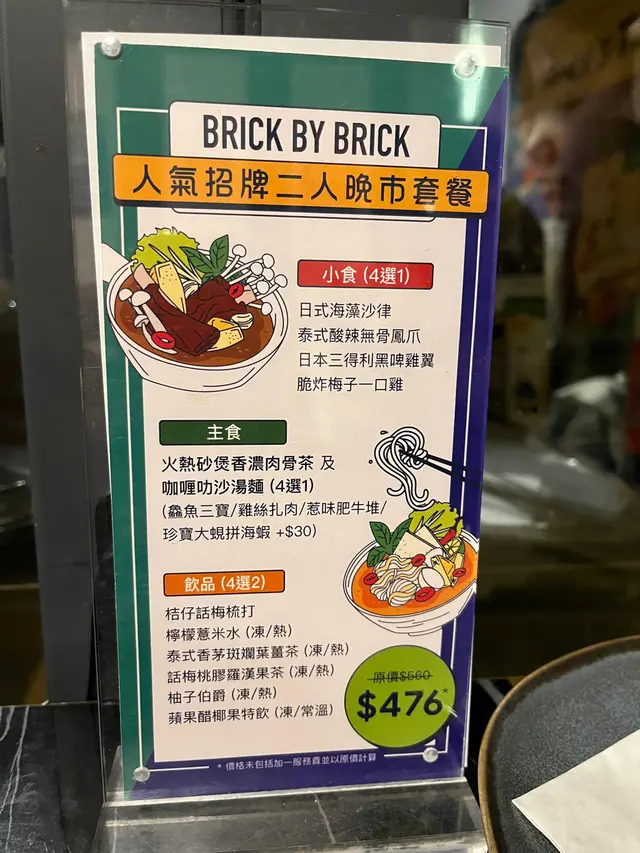 BRICK BY BRICK
人氣招牌二人晚市套餐
小食 (4選1)
日式海藻沙律
泰式酸辣無骨鳳爪
日本三得利黑啤雞翼
脆炸梅子一口雞
主食
火熱砂煲香濃肉骨茶 及
咖喱叻沙湯麵 (4選1)
(鱻魚三寶/雞絲扎肉/惹味肥牛堆/
珍寶大蜆拼海蝦 +$30)
飲品 (4選2)
桔仔話梅梳打
檸檬薏米水 (凍/熱)
泰式香茅斑斕葉薑茶 (凍/熱)
話梅桃膠羅漢果茶 (凍/熱)
柚子伯爵 (凍/熱)
蘋果醋椰果特飲 (凍/常溫)
原價$560
$476*
* 價格未包括加一服務費並以原價計算